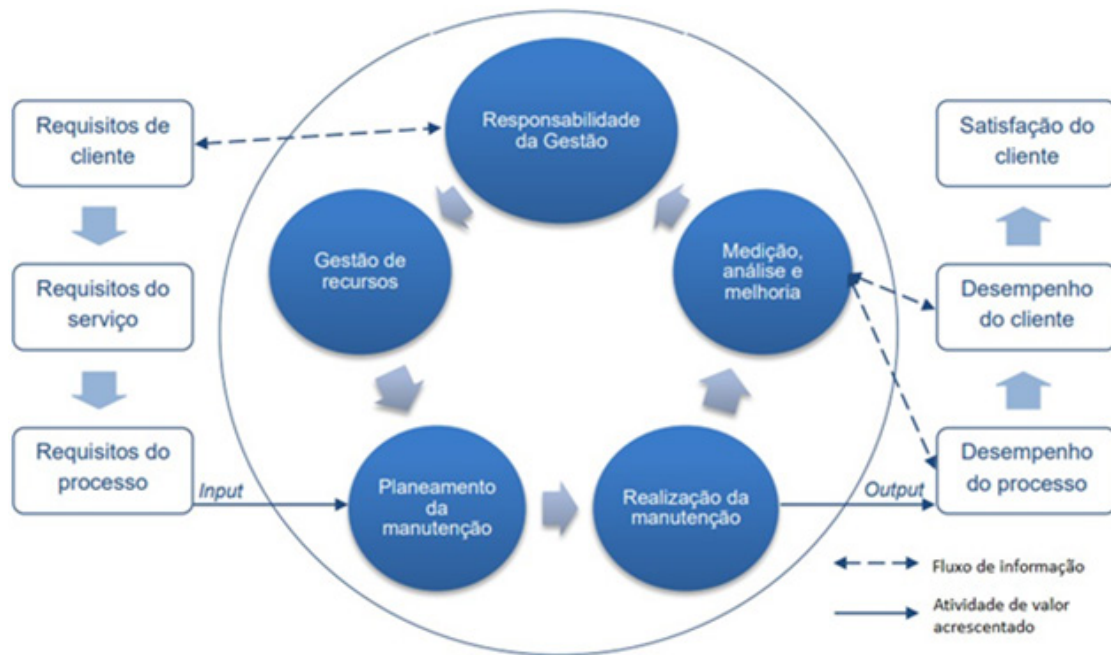 Requisitos de
cliente
Requisitos do
serviço
Requisitos do
processo
Input
Responsabilidade
da Gestão
Gestão de
recursos
Medição,
análise e
melhoria
Planeamento
da
manutenção
Realização da
manutenção
Output
Satisfação do
cliente
Desempenho
do cliente
Desempenho
do processo
Fluxo de informação
Atividade de valor
acrescentado